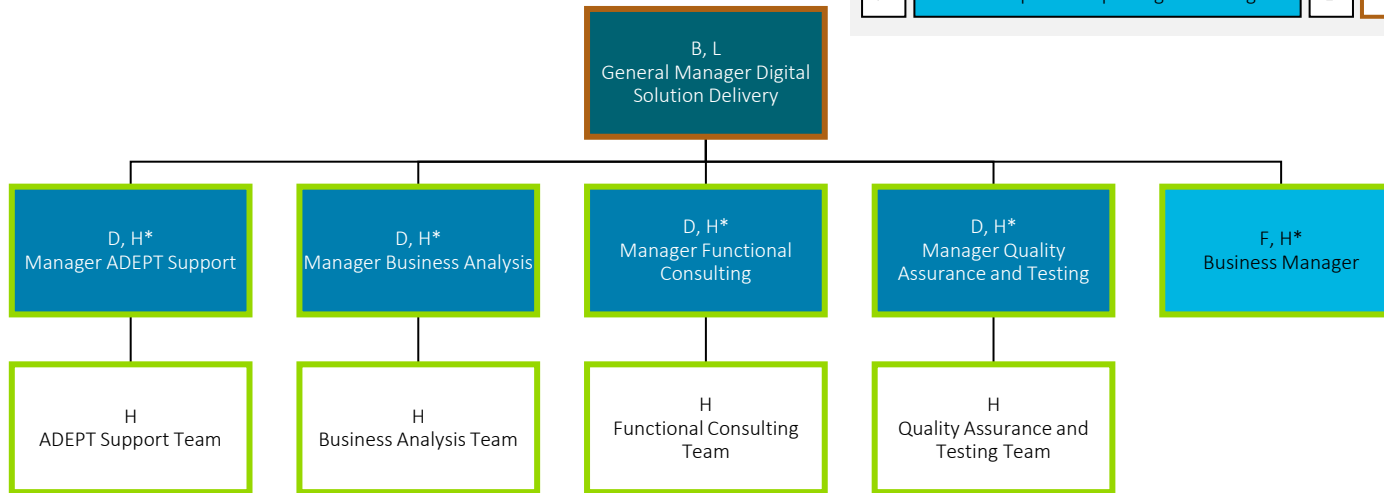 B, L
General Manager Digital
Solution Delivery
D, H*
Manager ADEPT Support
D, H*
Manager Business Analysis
D, H*
Manager Functional
Consulting
D, H*
Manager Quality
Assurance and Testing
F, H*
Business Manager
H
ADEPT Support Team
H
Business Analysis Team
H
Functional Consulting
Team
H
Quality Assurance and
Testing Team